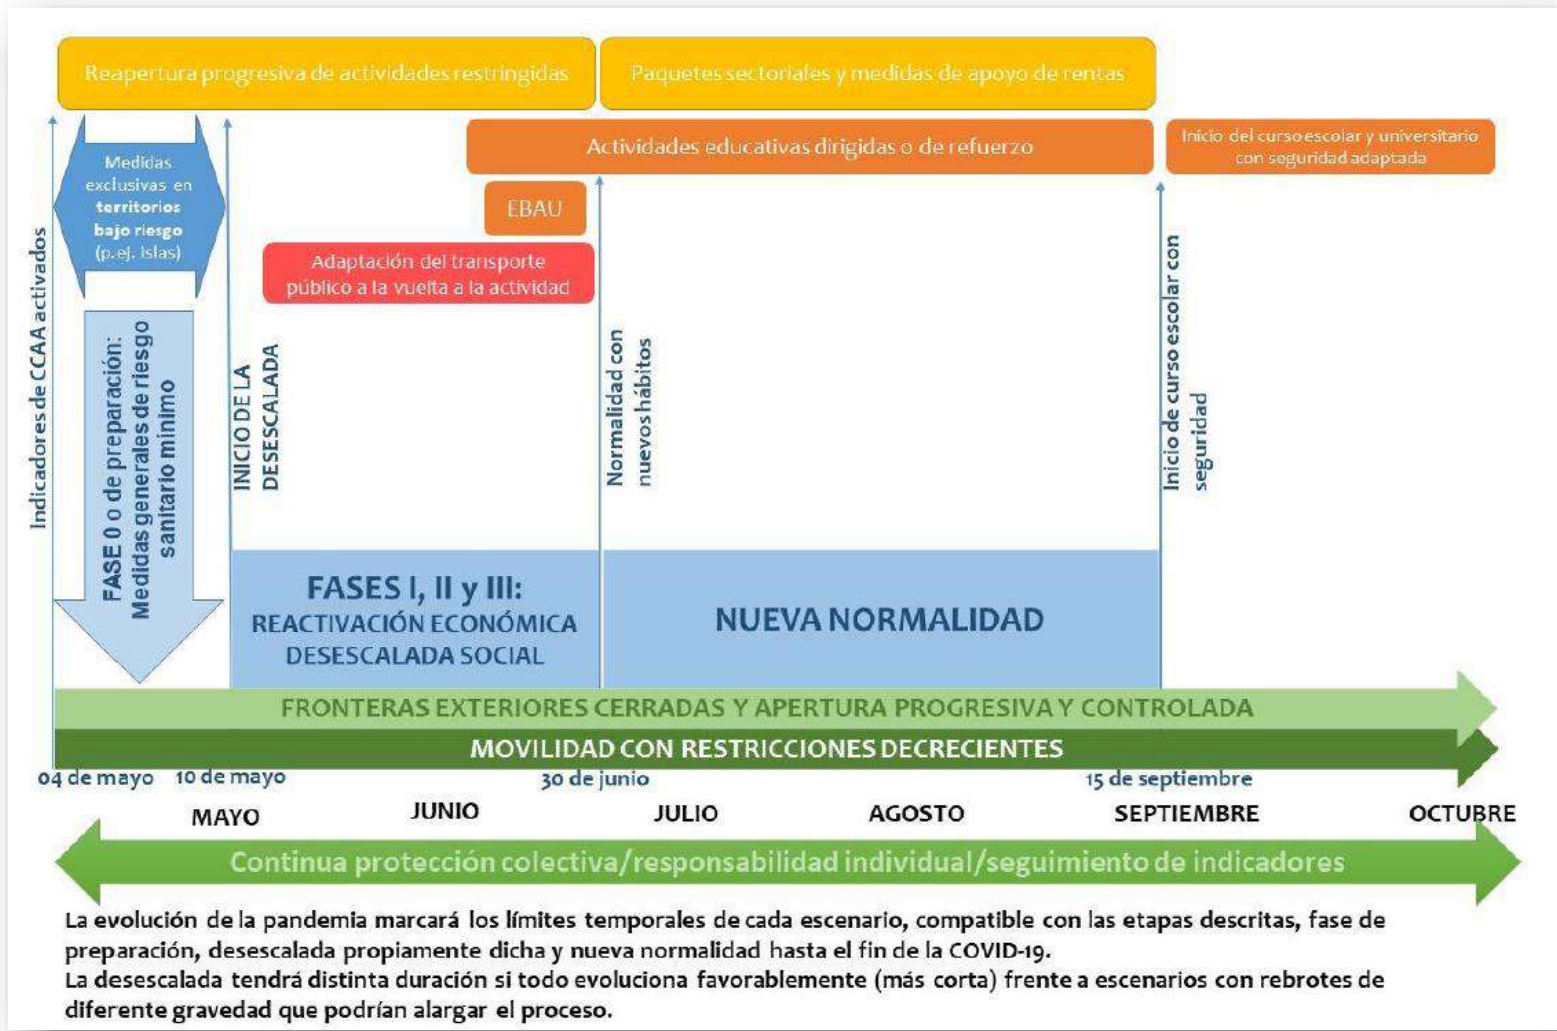 Reapertura progresiva de actividades restringidas
Paquetes sectoriales y medidas de apoyo de rentas
Actividades educativas dirigidas o de refuerzo
Inicio del curso escolar y universitario
con seguridad adaptada
Medidas
exclusivas en
territorios
bajo riesgo
(p.ej. islas)
EBAU
Adaptación del transporte
público a la vuelta a la actividad
Indicadores de CCAA activados
FASE 0 o de preparación:
Medidas generales de riesgo
sanitario mínimo
INICIO DE LA
DESESCALADA
Normalidad con
nuevos hábitos
Inicio de curso escolar con
seguridad
FASES I, II y III:
REACTIVACIÓN ECONÓMICA
DESESCALADA SOCIAL
NUEVA NORMALIDAD
FRONTERAS EXTERIORES CERRADAS Y APERTURA PROGRESIVA Y CONTROLADA
MOVILIDAD CON RESTRICCIONES DECRECIENTES
04 de mayo 10 de mayo 30 de junio 15 de septiembre
MAYO JUNIO JULIO AGOSTO SEPTIEMBRE OCTUBRE
Continua protección colectiva/responsabilidad individual/seguimiento de indicadores
La evolución de la pandemia marcará los límites temporales de cada escenario, compatible con las etapas descritas, fase de
preparación, desescalada propiamente dicha y nueva normalidad hasta el fin de la COVID-19.
La desescalada tendrá distinta duración si todo evoluciona favorablemente (más corta) frente a escenarios con rebrotes de
diferente gravedad que podrían alargar el proceso.